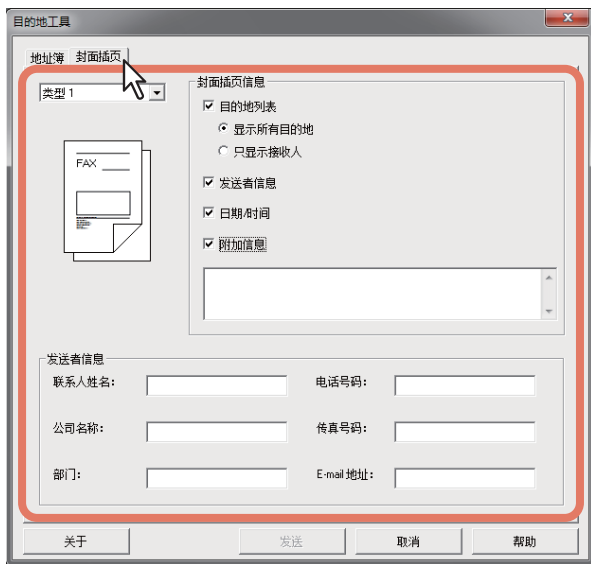 目的地工具
地址簿 封面插页
类型 1
FAX
封面插页信息
目的地列表
显示所有目的地
只显示接收人
发送者信息
日期/时间
附加信息
发送者信息
联系人姓名:
电话号码:
公司名称:
传真号码:
部门:
E-mail 地址:
关于 发送 取消 帮助